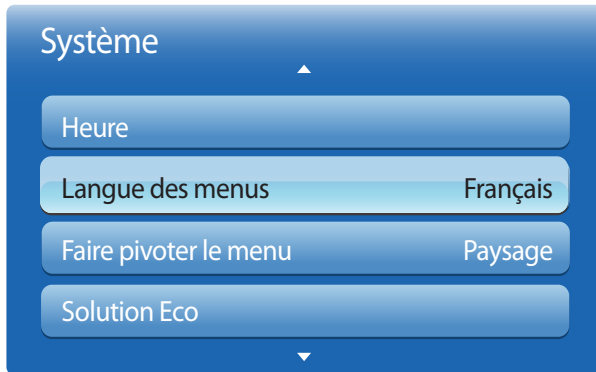 Système
Heure
Langue des menus Français
Faire pivoter le menu Paysage
Solution Eco